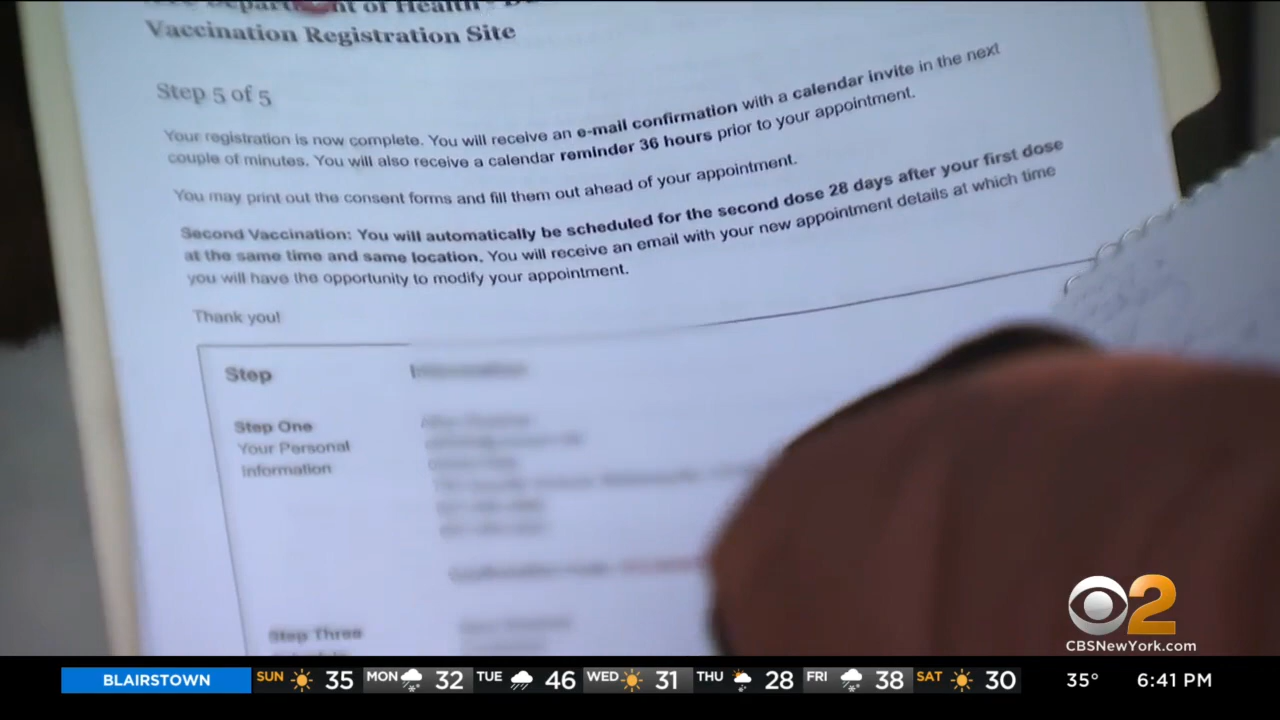 Department of Health
Vaccination Registration Site
Step 5 of 5
Your registration is now complete. You will receive an e-mail confirmation with a calendar invite in the next
couple of minutes. You will also receive a calendar reminder 36 hours prior to your appointment.
You may print out the consent forms and fill them out ahead of your appointment.
Second Vaccination: You will automatically be scheduled for the second dose 28 days after your first dose
at the same time and same location. You will receive an email with your new appointment details at which time
you will have the opportunity to modify your appointment.
Thank you!
Step
Step One
Your Personal
Information
Step Three
2
CBSNewYork.com
BLAIRSTOWN SUN 35 MON 32 TUE 46 WED 31 THU 28 FRI 38 SAT 30 35° 6:41 PM